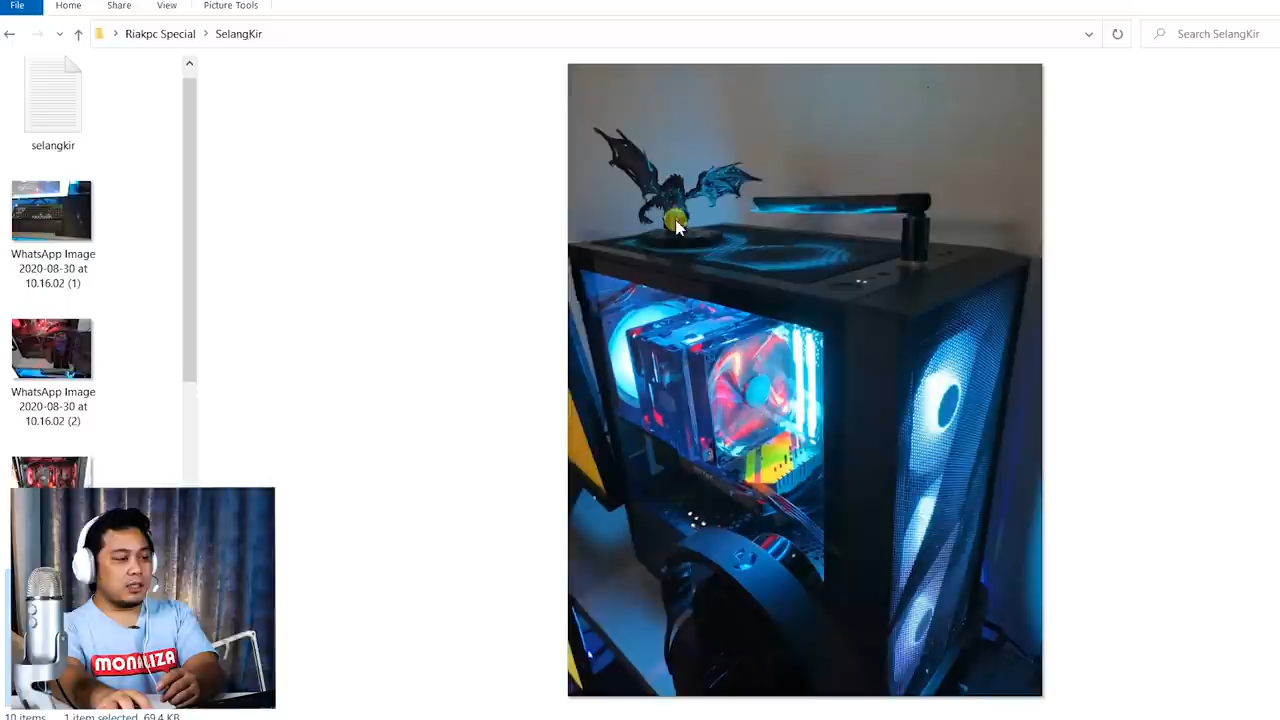 File Home Share View Picture Tools
Riakpc Special SelangKir Search SelangKir
selangkir
WhatsApp Image
2020-08-30 at
10.16.02 (1)
WhatsApp Image
2020-08-30 at
10.16.02 (2)
MONALIZA
10 items 1 item selected 69.4 KB